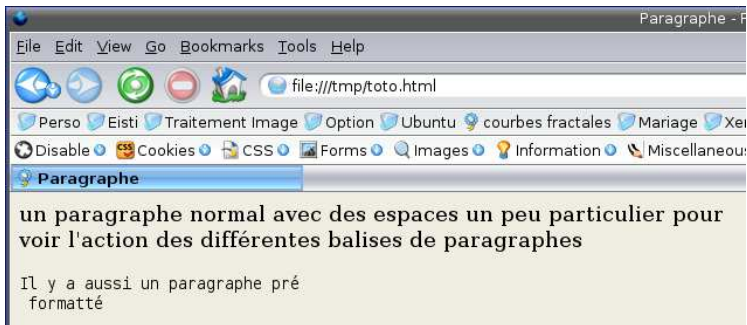 Paragraphe - F
File Edit View Go Bookmarks Tools Help
file:///tmp/toto.html
Perso Eisti Traitement Image Option Ubuntu courbes fractales Mariage Xer
Disable CSS Cookies CSS Forms Images Information Miscellaneous
Paragraphe
un paragraphe normal avec des espaces un peu particulier pour
voir l'action des différentes balises de paragraphes
Il y a aussi un paragraphe pré
formatté